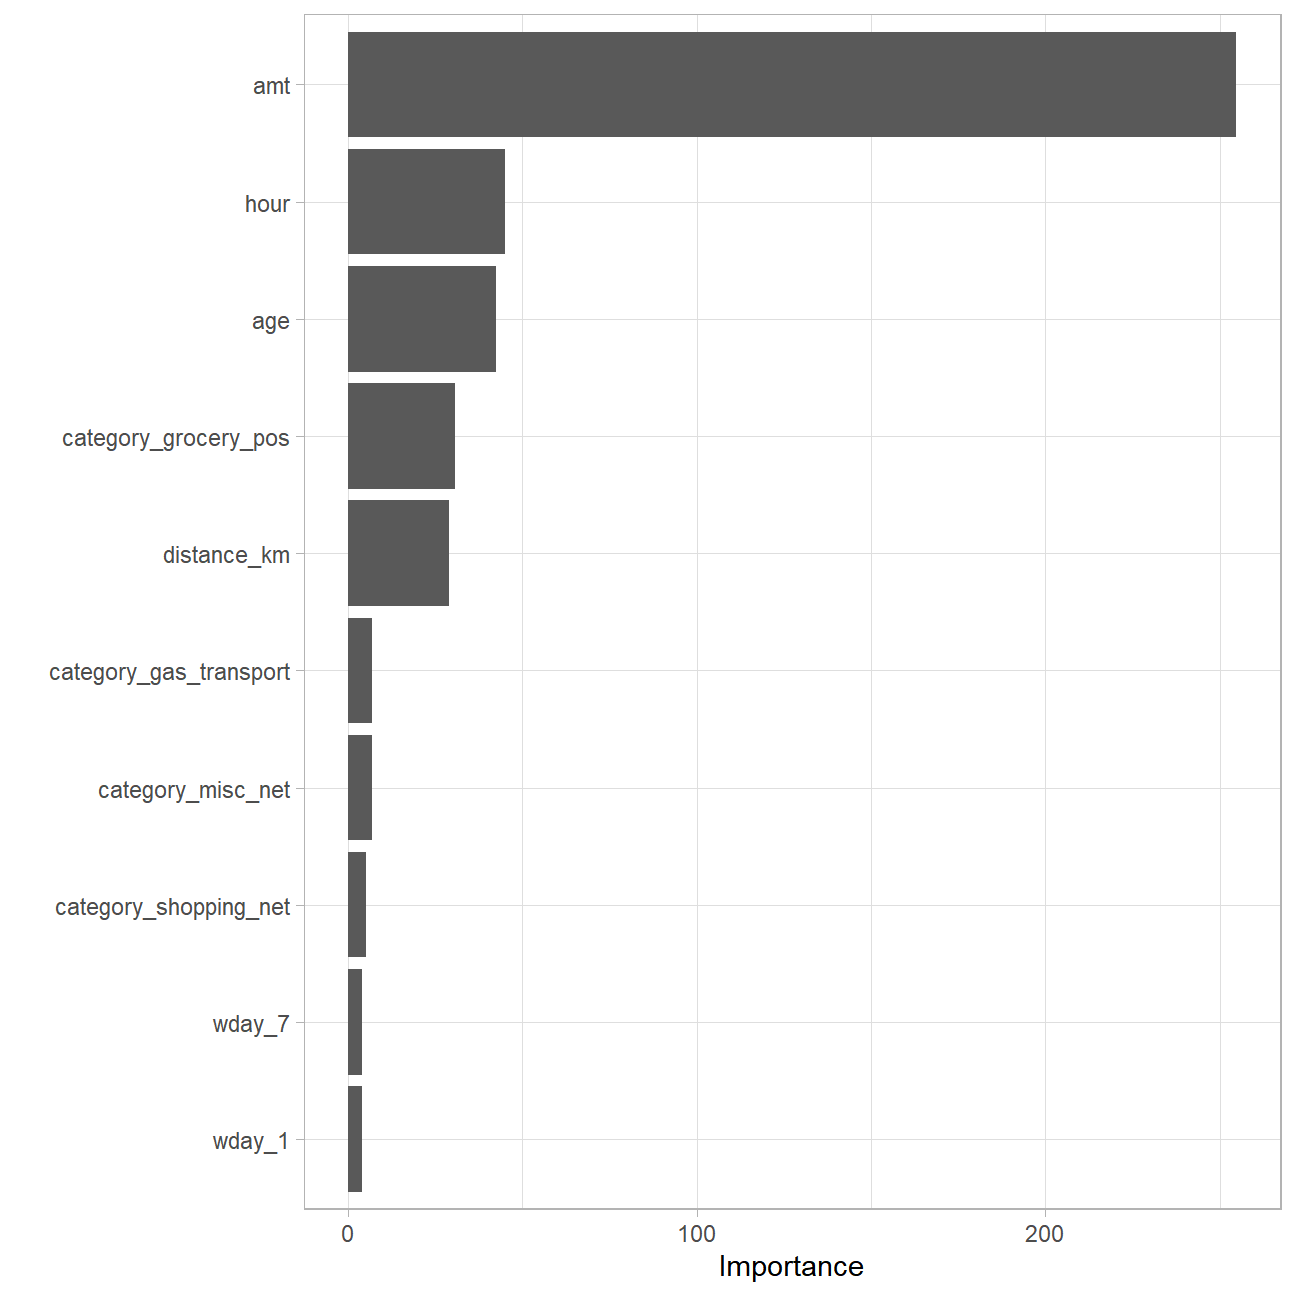 amt
hour
age
category_grocery_pos
distance_km
category_gas_transport
category_misc_net
category_shopping_net
wday_7
wday_1
0 100 200
Importance